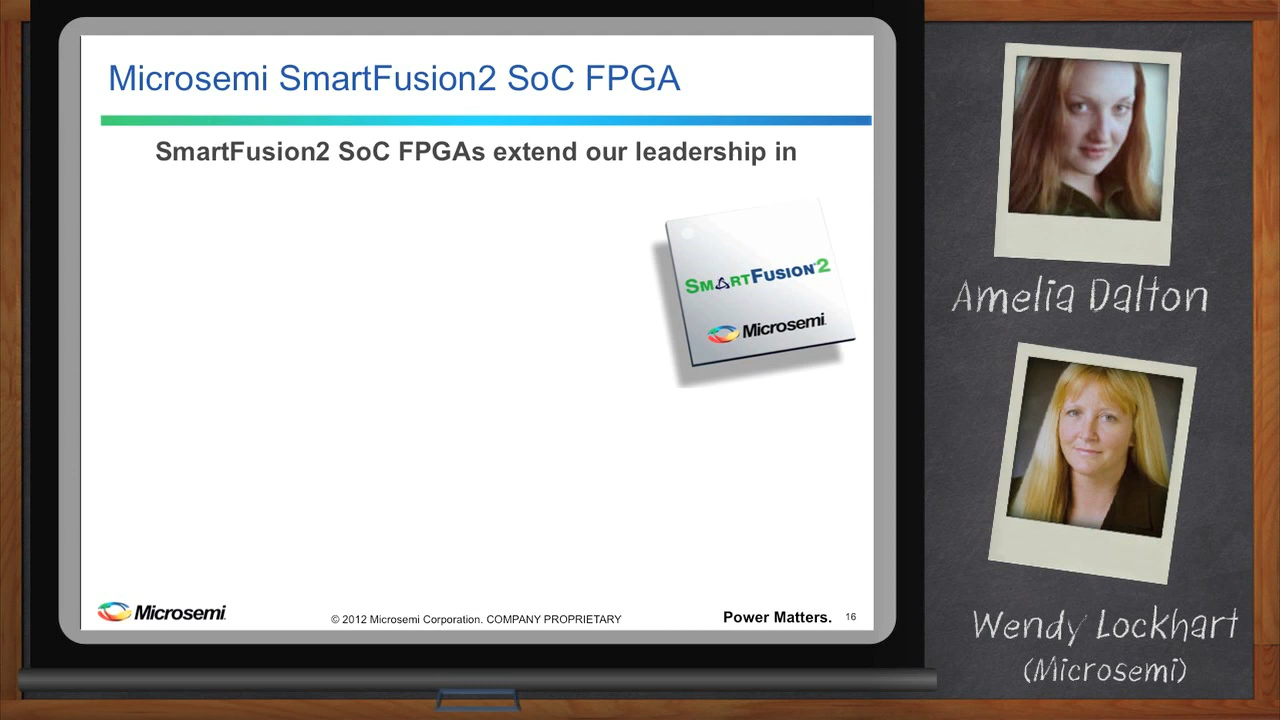 Microsemi SmartFusion2 SoC FPGA
SmartFusion2 SoC FPGAs extend our leadership in
SmartFusion™2
Microsemi.
Microsemi.
© 2012 Microsemi Corporation. COMPANY PROPRIETARY
Power Matters.
16
Amelia Dalton
Wendy Lockhart
(Microsemi)